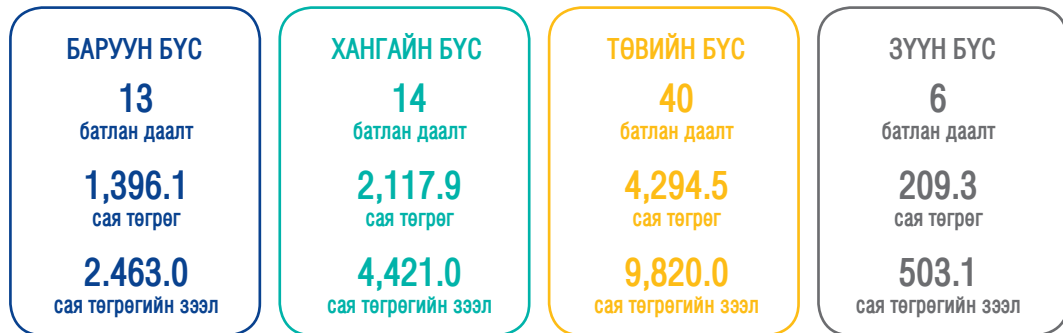 БАРУУН БҮС
13
батлан даалт
1,396.1
сая төгрөг
2.463.0
сая төгрөгийн зээл
ХАНГАЙН БҮС
14
батлан даалт
2,117.9
сая төгрөг
4,421.0
сая төгрөгийн зээл
ТӨВИЙН БҮС
40
батлан даалт
4,294.5
сая төгрөг
9,820.0
сая төгрөгийн зээл
ЗҮҮН БҮС
6
батлан даалт
209.3
сая төгрөг
503.1
сая төгрөгийн зээл